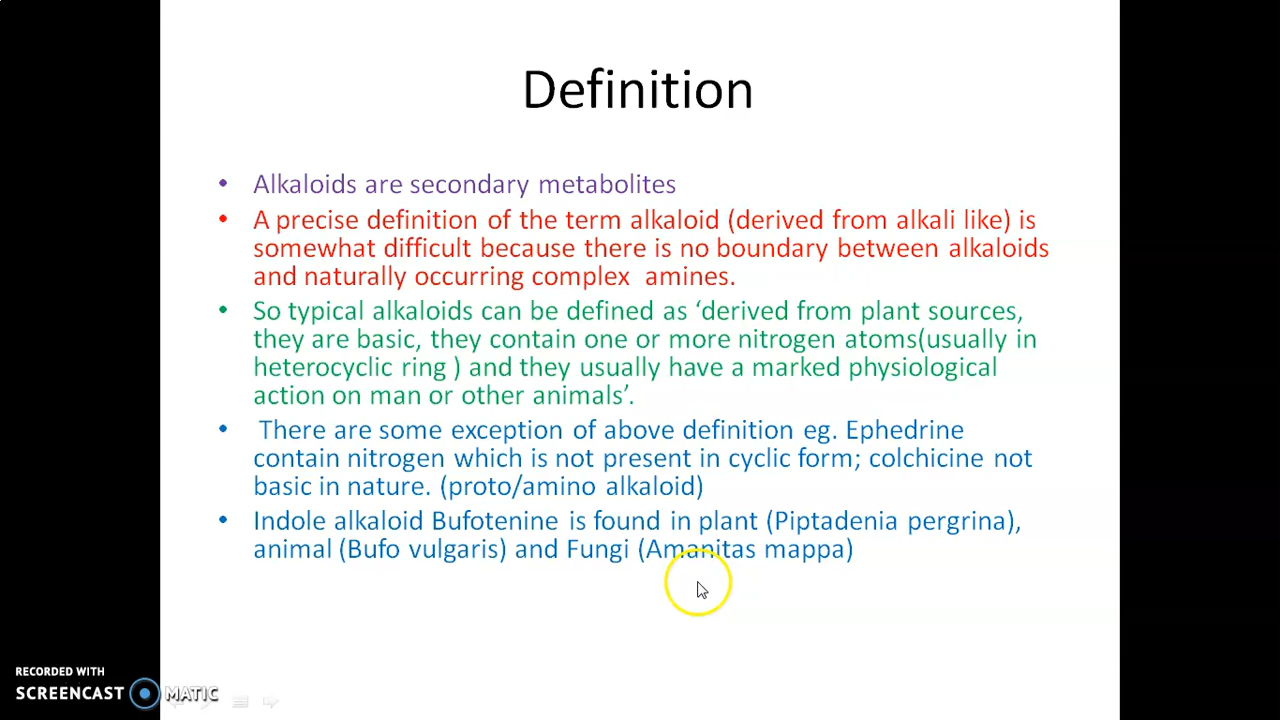 Definition
• Alkaloids are secondary metabolites
• A precise definition of the term alkaloid (derived from alkali like) is
somewhat difficult because there is no boundary between alkaloids
and naturally occurring complex  amines.
• So typical alkaloids can be defined as ‘derived from plant sources,
they are basic, they contain one or more nitrogen atoms(usually in
heterocyclic ring ) and they usually have a marked physiological
action on man or other animals’.
•  There are some exception of above definition eg. Ephedrine
contain nitrogen which is not present in cyclic form; colchicine not
basic in nature. (proto/amino alkaloid)
• Indole alkaloid Bufotenine is found in plant (Piptadenia pergrina),
animal (Bufo vulgaris) and Fungi (Amanitas mappa)
RECORDED WITH
SCREENCAST MATIC